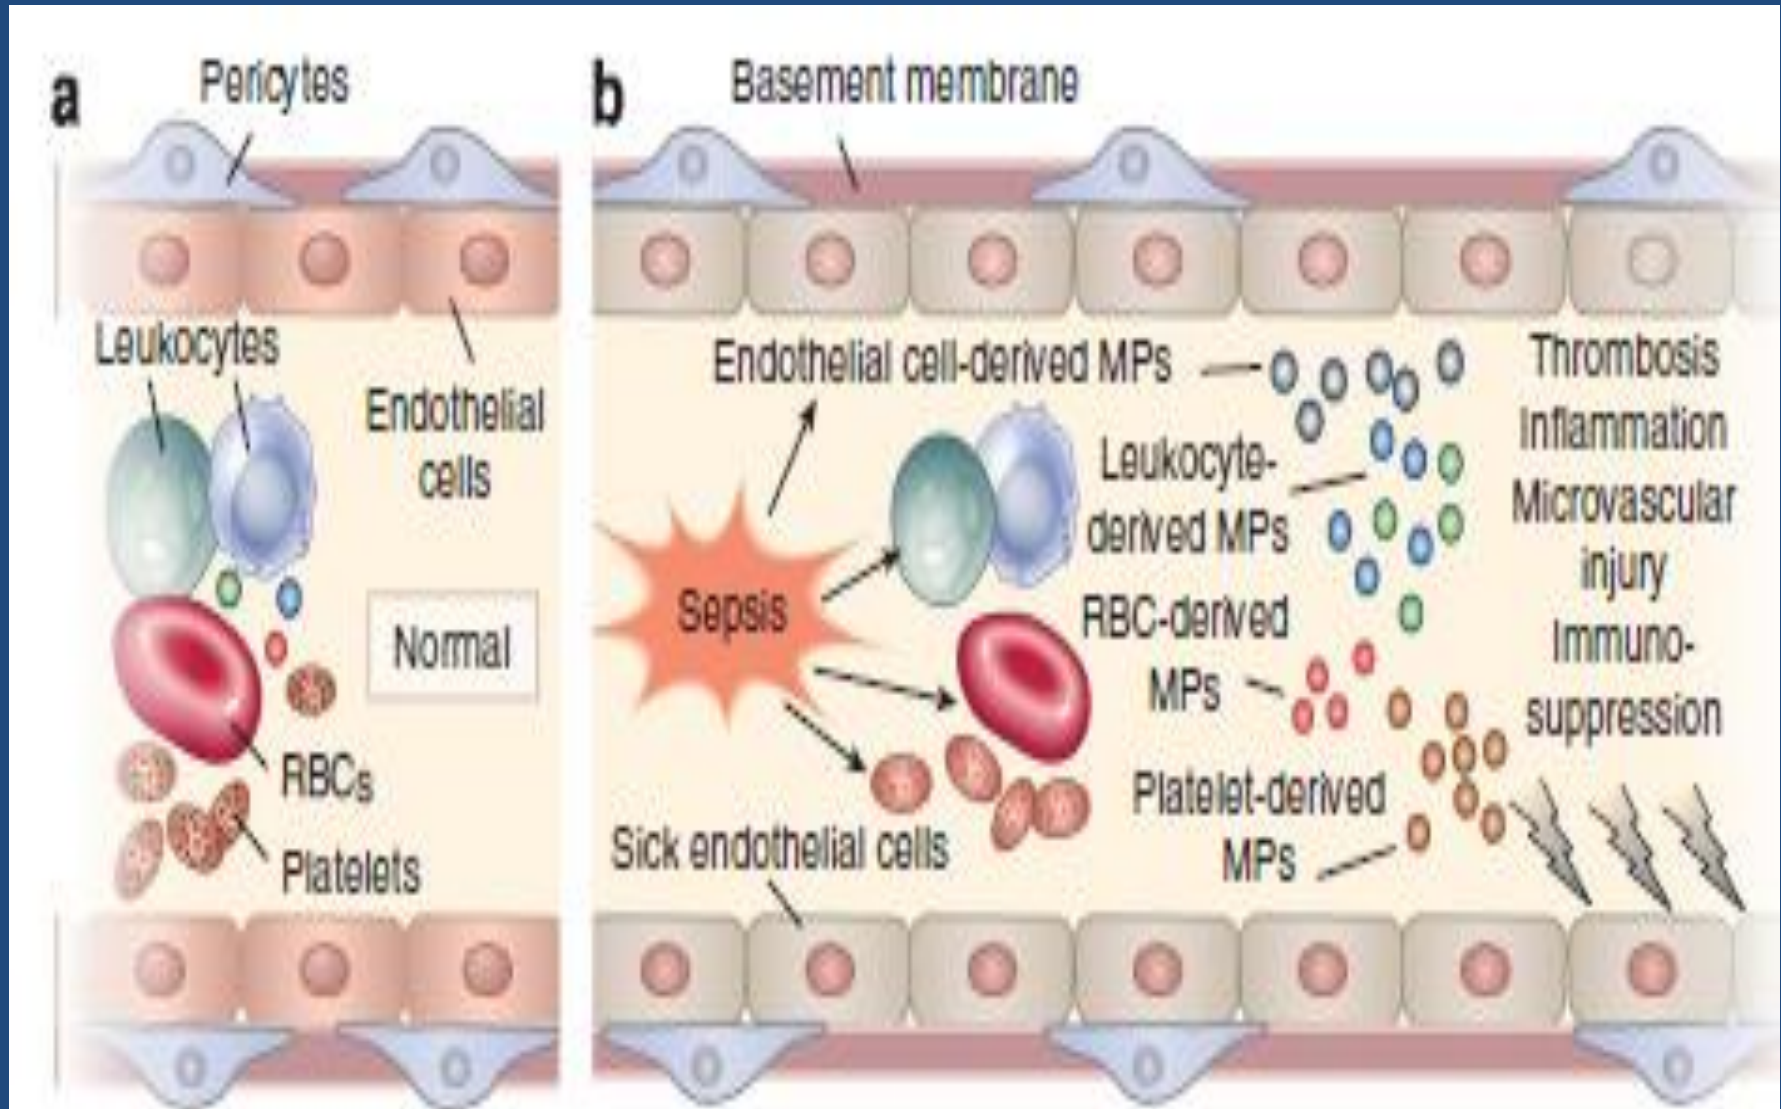 a
Pericytes
Leukocytes
Endothelial
cells
Normal
RBCs
Platelets
b
Basement membrane
Endothelial cell-derived MPs
Leukocyte-
derived MPs
RBC-derived
MPs
Platelet-derived
MPs
Sepsis
Sick endothelial cells
Thrombosis
Inflammation
Microvascular
injury
Immuno-
suppression